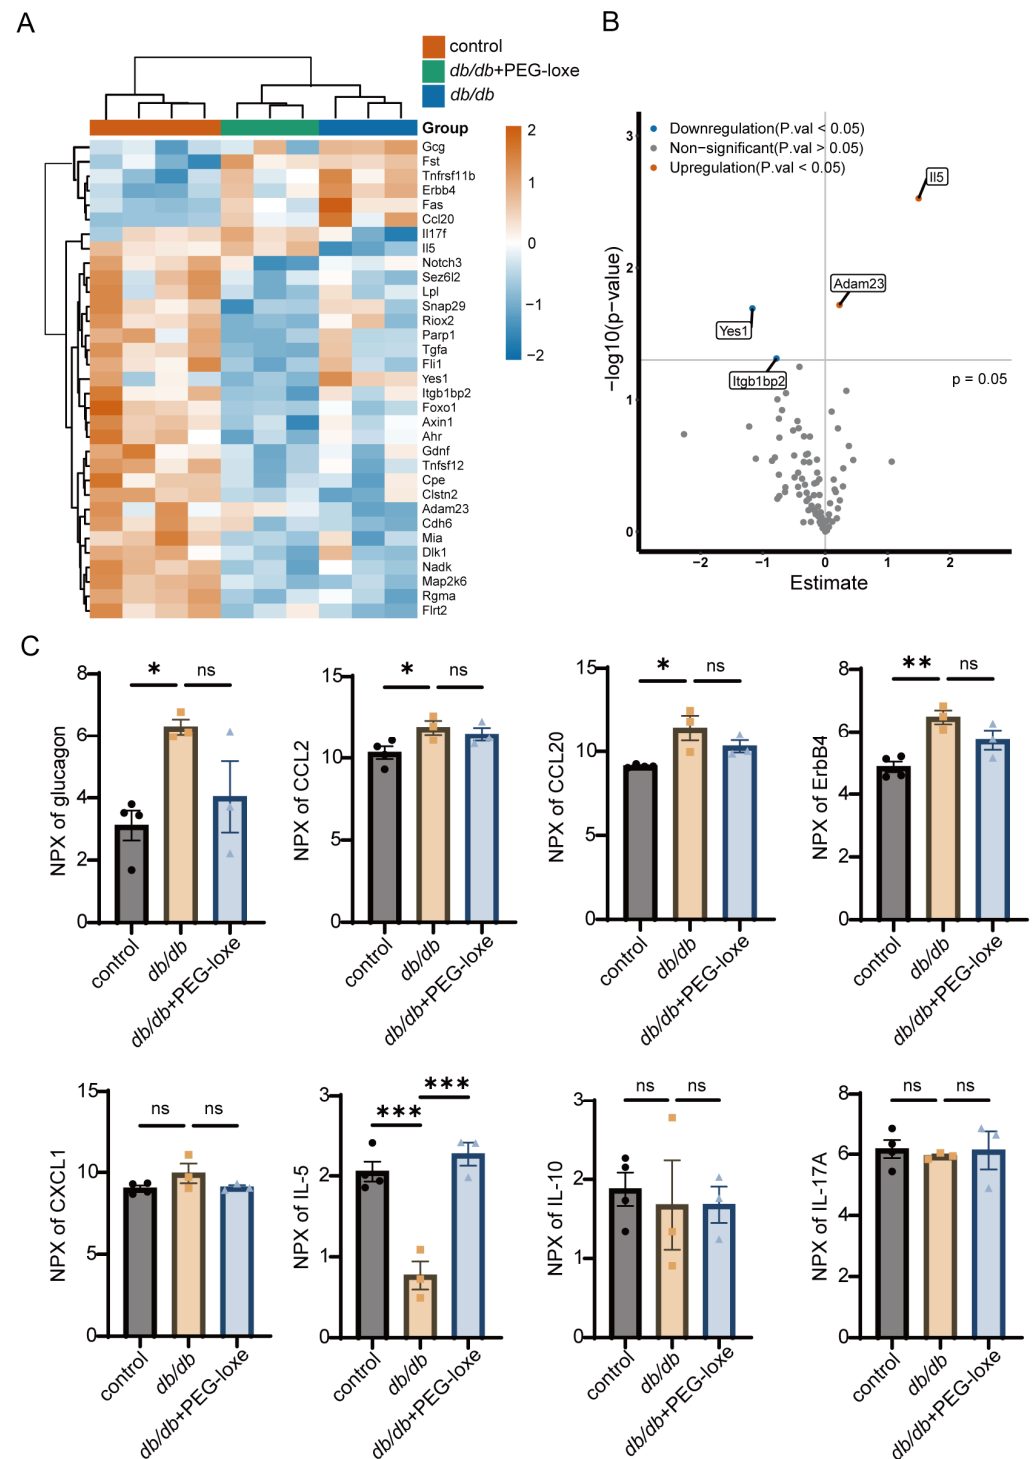 A
control
db/db+PEG-loxe
db/db
Group
Gcg
Fst
Tnfrsf11b
Erbb4
Fas
Ccl20
Il17f
Il5
Notch3
Sez6l2
Lpl
Snap29
Riox2
Parp1
Tgfa
Fli1
Yes1
Itgb1bp2
Foxo1
Axin1
Ahr
Gdnf
Tnfsf12
Cpe
Clstn2
Adam23
Cdh6
Mia
Dlk1
Nadk
Map2k6
Rgma
Flrt2
2
1
0
−1
−2
B
Downregulation(P.val < 0.05)
Non−significant(P.val > 0.05)
Upregulation(P.val < 0.05)
Il5
Adam23
Yes1
Itgb1bp2
p = 0.05
−log10(p−value)
3
2
1
0
−2 −1 0 1 2
Estimate
C
NPX of glucagon
8
6
4
2
0
* ns
control
db/db
db/db+PEG-loxe
NPX of CCL2
15
10
5
0
* ns
control
db/db
db/db+PEG-loxe
NPX of CCL20
15
10
5
0
* ns
control
db/db
db/db+PEG-loxe
NPX of ErbB4
8
6
4
2
0
** ns
control
db/db
db/db+PEG-loxe
NPX of CXCL1
15
10
5
0
ns ns
control
db/db
db/db+PEG-loxe
NPX of IL-5
3
2
1
0
***
***
control
db/db
db/db+PEG-loxe
NPX of IL-10
3
2
1
0
ns ns
control
db/db
db/db+PEG-loxe
NPX of IL-17A
8
6
4
2
0
ns ns
control
db/db
db/db+PEG-loxe